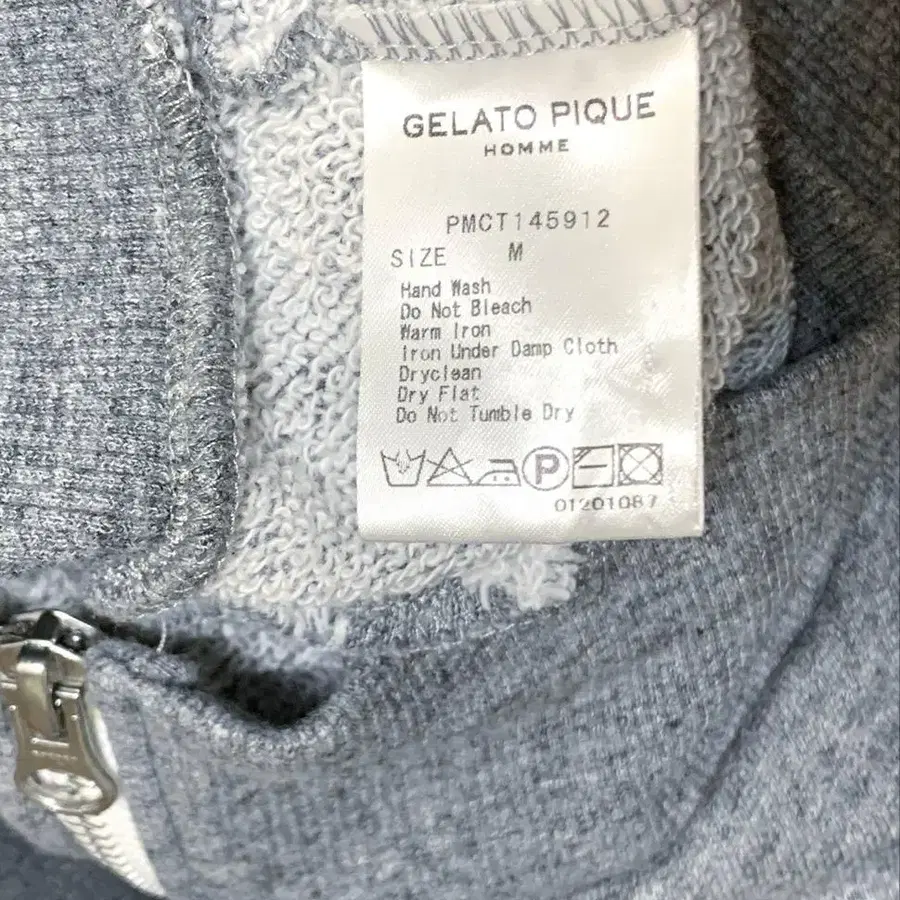 GELATO PIQUE
HOMME
PMCT145912
SIZE M
Hand Wash
Do Not Bleach
Warm Iron
Iron Under Damp Cloth
Dryclean
Dry Flat
Do Not Tumble Dry
P
01201087